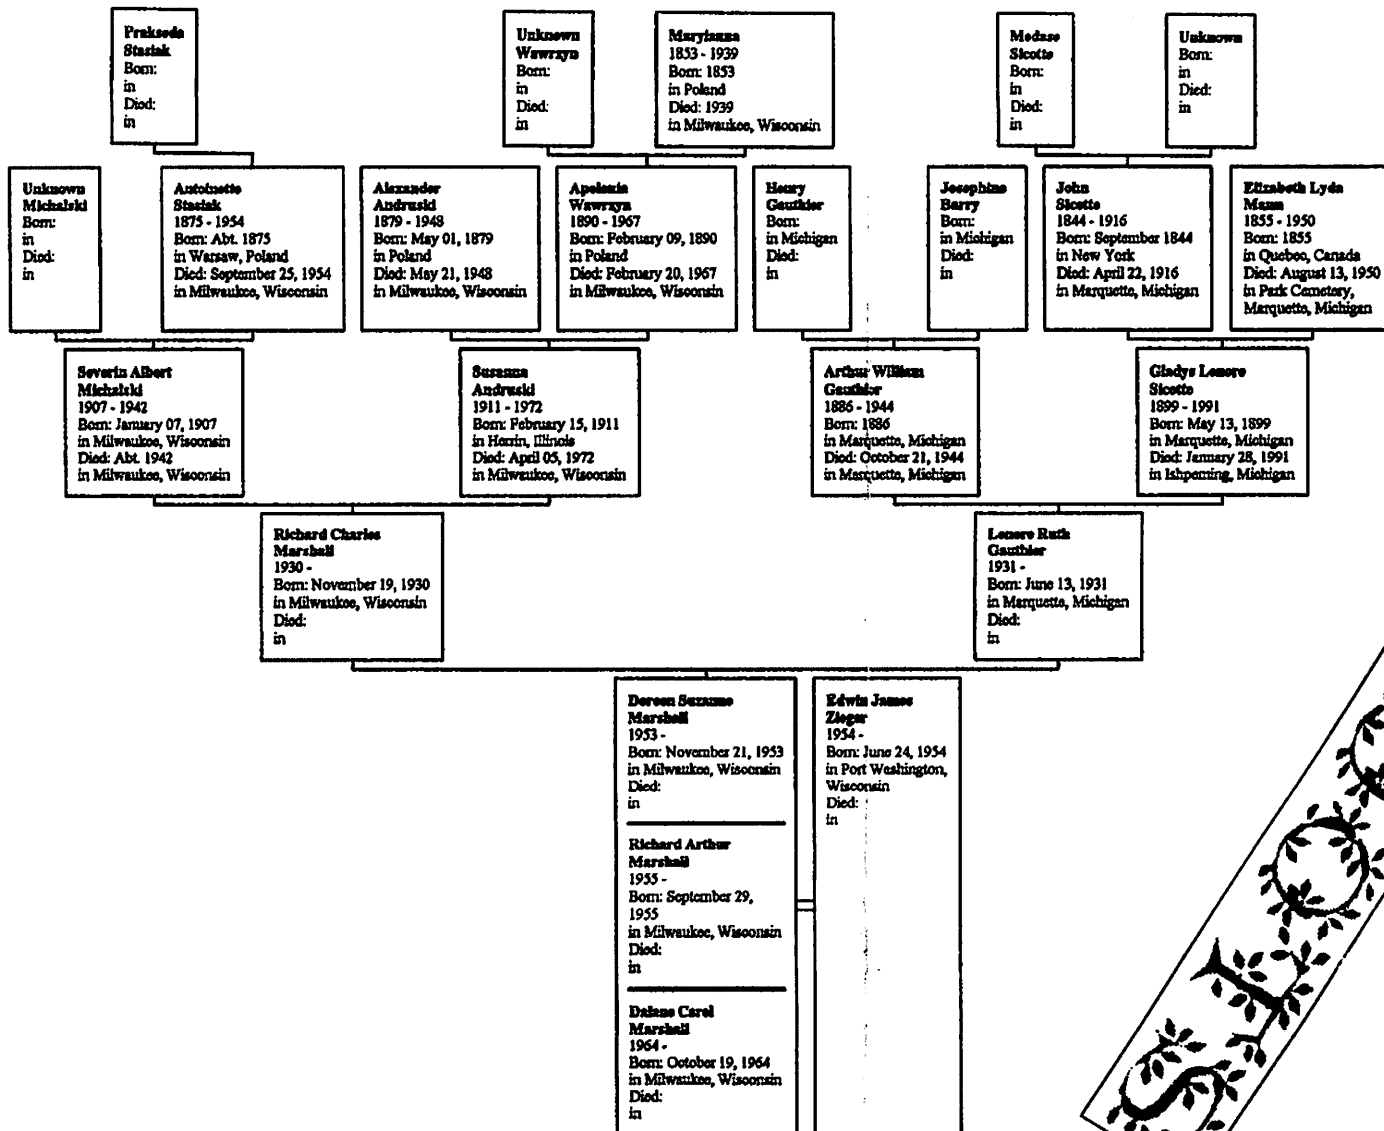 Prakseda
Stasiak
Born:
in
Died:
in
Unknown
Wawrzyn
Born:
in
Died:
in
Maryianna
1853 - 1939
Born: 1853
in Poland
Died: 1939
in Milwaukee, Wisconsin
Medase
Sicotte
Born:
in
Died:
in
Unknown
Born:
in
Died:
in
Unknown
Michalski
Born:
in
Died:
in
Antoinette
Stasiak
1875 - 1954
Born: Abt. 1875
in Warsaw, Poland
Died: September 25, 1954
in Milwaukee, Wisconsin
Alexander
Andruski
1879 - 1948
Born: May 01, 1879
in Poland
Died: May 21, 1948
in Milwaukee, Wisconsin
Apolonia
Wawrzyn
1890 - 1967
Born: February 09, 1890
in Poland
Died: February 20, 1967
in Milwaukee, Wisconsin
Henry
Gauthier
Born:
in Michigan
Died:
in
Josephine
Barry
Born:
in Michigan
Died:
in
John
Sicotte
1844 - 1916
Born: September 1844
in New York
Died: April 22, 1916
in Marquette, Michigan
Elizabeth Lyda
Mann
1855 - 1950
Born: 1855
in Quebec, Canada
Died: August 13, 1950
in Park Cemetery,
Marquette, Michigan
Severin Albert
Michalski
1907 - 1942
Born: January 07, 1907
in Milwaukee, Wisconsin
Died: Abt. 1942
in Milwaukee, Wisconsin
Susanna
Andruski
1911 - 1972
Born: February 15, 1911
in Herrin, Illinois
Died: April 05, 1972
in Milwaukee, Wisconsin
Arthur William
Gauthier
1886 - 1944
Born: 1886
in Marquette, Michigan
Died: October 21, 1944
in Marquette, Michigan
Gladys Lenore
Sicotte
1899 - 1991
Born: May 13, 1899
in Marquette, Michigan
Died: January 28, 1991
in Ishpeming, Michigan
Richard Charles
Marshall
1930 -
Born: November 19, 1930
in Milwaukee, Wisconsin
Died:
in
Lenore Ruth
Gauthier
1931 -
Born: June 13, 1931
in Marquette, Michigan
Died:
in
Doreen Suzanne
Marshall
1953 -
Born: November 21, 1953
in Milwaukee, Wisconsin
Died:
in
Richard Arthur
Marshall
1955 -
Born: September 29,
1955
in Milwaukee, Wisconsin
Died:
in
Daiane Carol
Marshall
1964 -
Born: October 19, 1964
in Milwaukee, Wisconsin
Died:
in
Edwin James
Zieger
1954 -
Born: June 24, 1954
in Port Washington,
Wisconsin
Died:
in